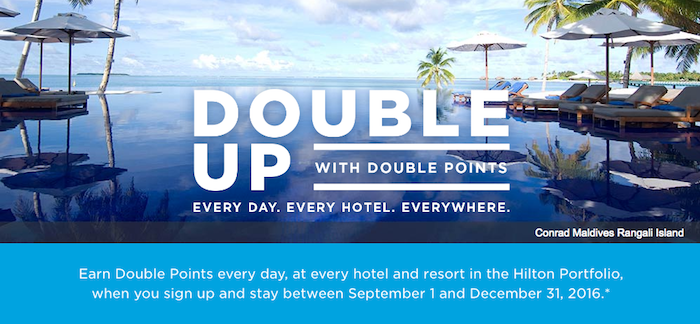 DOUBLE
UP WITH DOUBLE POINTS
EVERY DAY. EVERY HOTEL. EVERYWHERE.
Conrad Maldives Rangali Island
Earn Double Points every day, at every hotel and resort in the Hilton Portfolio,
when you sign up and stay between September 1 and December 31, 2016.*